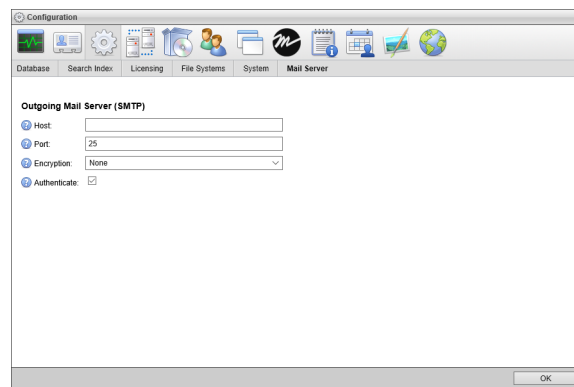 Configuration
Database Search Index Licensing File Systems System Mail Server
Outgoing Mail Server (SMTP)
Host:
Port: 25
Encryption: None
Authenticate:
OK